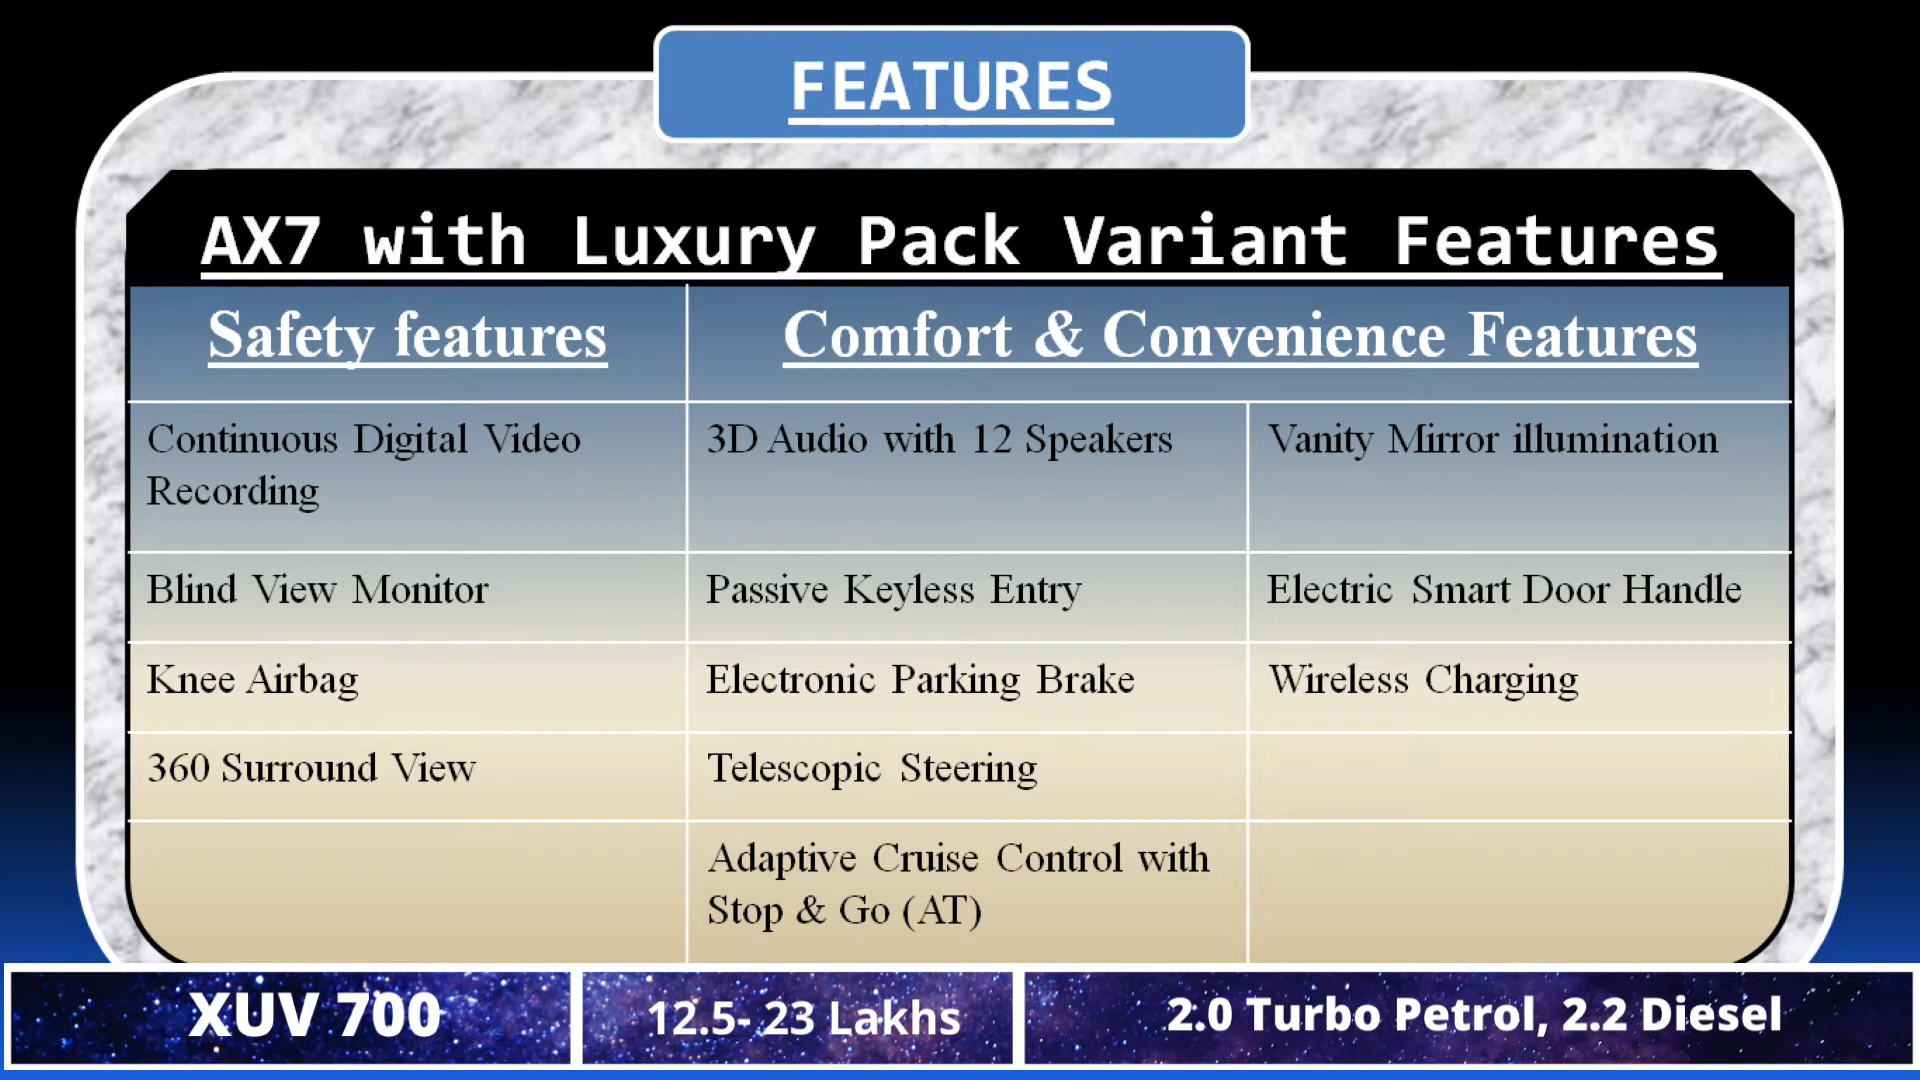 FEATURES
AX7 with Luxury Pack Variant Features
Safety features
Comfort & Convenience Features
Continuous Digital Video
Recording
3D Audio with 12 Speakers
Vanity Mirror illumination
Blind View Monitor
Passive Keyless Entry
Electric Smart Door Handle
Knee Airbag
Electronic Parking Brake
Wireless Charging
360 Surround View
Telescopic Steering
Adaptive Cruise Control with
Stop & Go (AT)
XUV 700
12.5- 23 Lakhs
2.0 Turbo Petrol, 2.2 Diesel